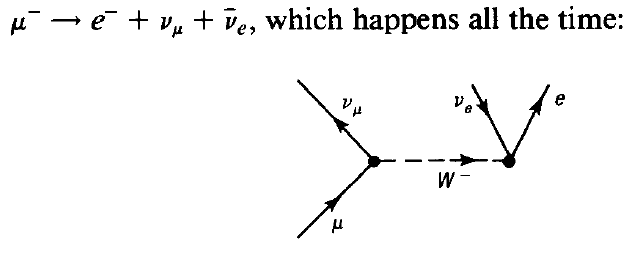 μ⁻ → e⁻ + ν_μ + ν̄_e, which happens all the time:
ν_μ
ν_e e
W⁻
μ